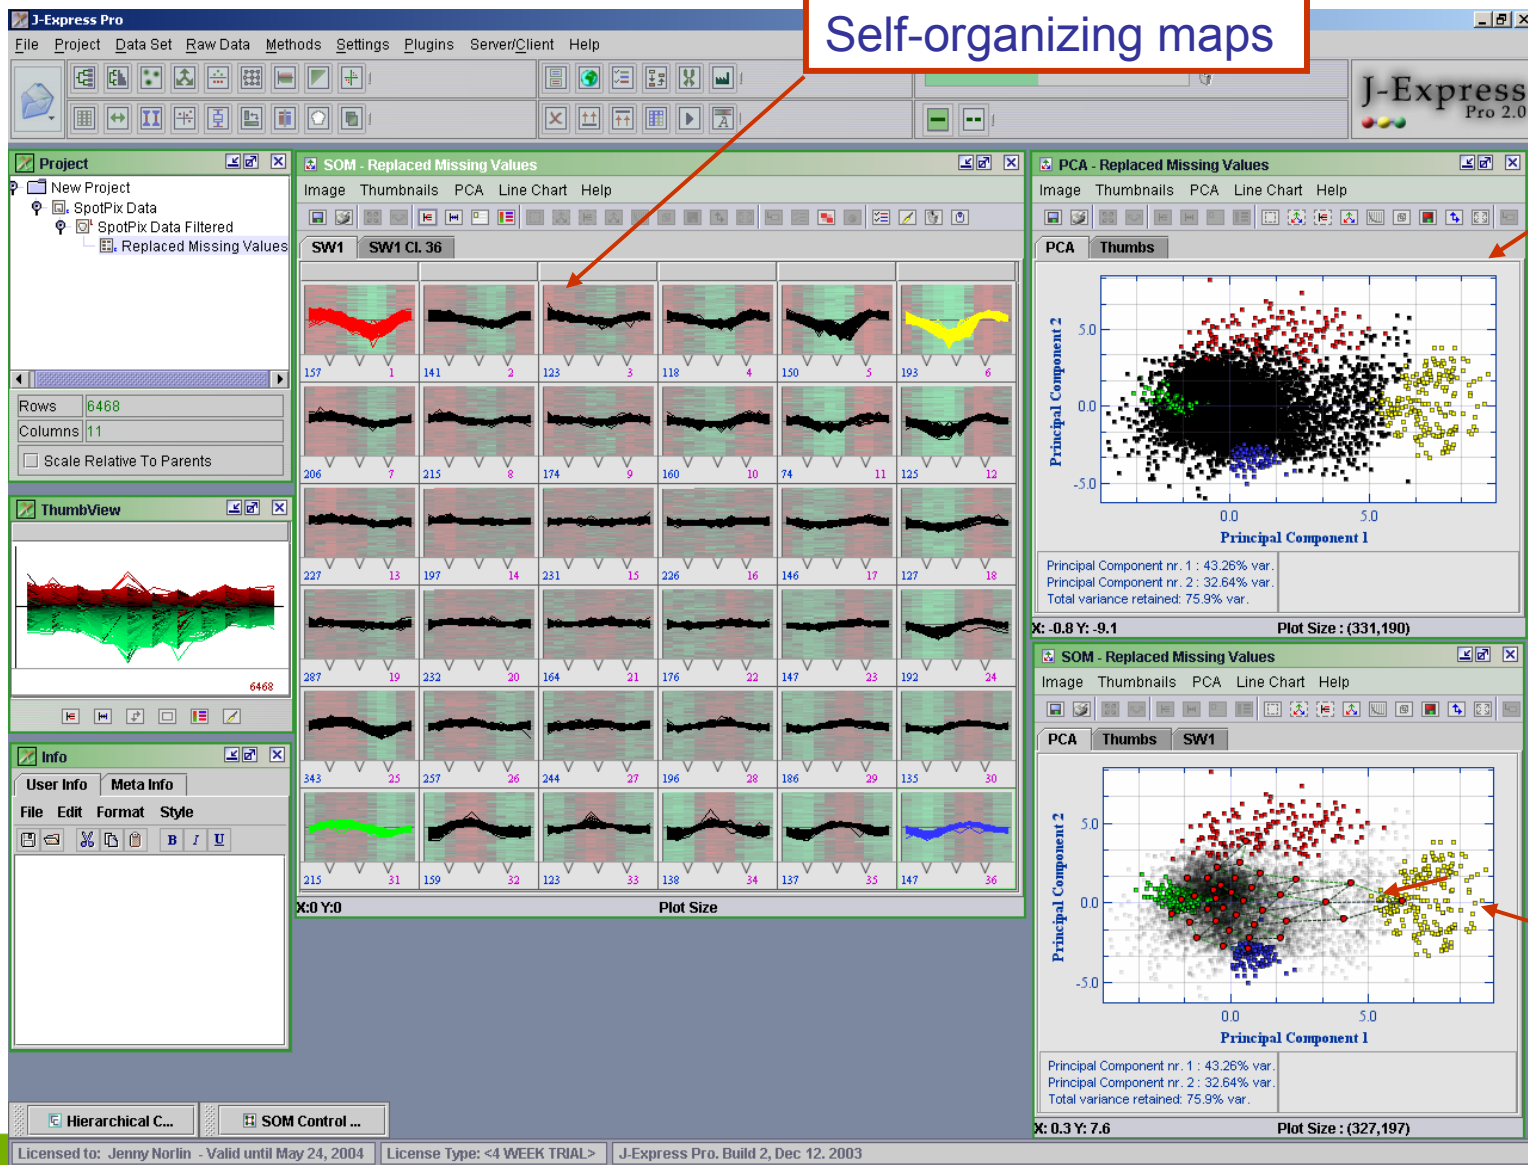 J-Express Pro
Self-organizing maps
File Project Data Set Raw Data Methods Settings Plugins Server/Client Help
J-Express
Pro 2.0
Project
New Project
SpotPix Data
SpotPix Data Filtered
Replaced Missing Values
Rows 6468
Columns 11
Scale Relative To Parents
ThumbView
6468
Info
User Info Meta Info
File Edit Format Style
B I U
SOM - Replaced Missing Values
Image Thumbnails PCA Line Chart Help
SW1 SW1 Cl. 36
157 1 141 2 123 3 118 4 150 5 193 6
206 7 215 8 174 9 160 10 74 11 125 12
227 13 197 14 231 15 226 16 146 17 127 18
287 19 232 20 164 21 176 22 147 23 192 24
343 25 257 26 244 27 196 28 186 29 135 30
215 31 159 32 123 33 138 34 137 35 147 36
X:0 Y:0 Plot Size
PCA - Replaced Missing Values
Image Thumbnails PCA Line Chart Help
PCA Thumbs
Principal Component 2
5.0
0.0
-5.0
0.0 5.0
Principal Component 1
Principal Component nr. 1 : 43.26% var.
Principal Component nr. 2 : 32.64% var.
Total variance retained: 75.9% var.
X: -0.8 Y: -9.1 Plot Size : (331,190)
SOM - Replaced Missing Values
Image Thumbnails PCA Line Chart Help
PCA Thumbs SW1
Principal Component 2
5.0
0.0
-5.0
0.0 5.0
Principal Component 1
Principal Component nr. 1 : 43.26% var.
Principal Component nr. 2 : 32.64% var.
Total variance retained: 75.9% var.
X: 0.3 Y: 7.6 Plot Size : (327,197)
Hierarchical C... SOM Control ...
Licensed to: Jenny Norlin - Valid until May 24, 2004 License Type: <4 WEEK TRIAL> J-Express Pro. Build 2, Dec 12. 2003